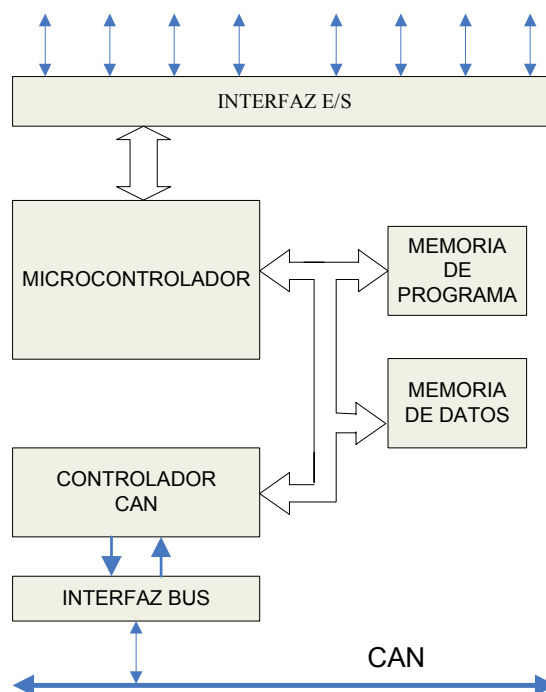 INTERFAZ E/S
MICROCONTROLADOR
MEMORIA
DE
PROGRAMA
MEMORIA
DE DATOS
CONTROLADOR
CAN
INTERFAZ BUS
CAN